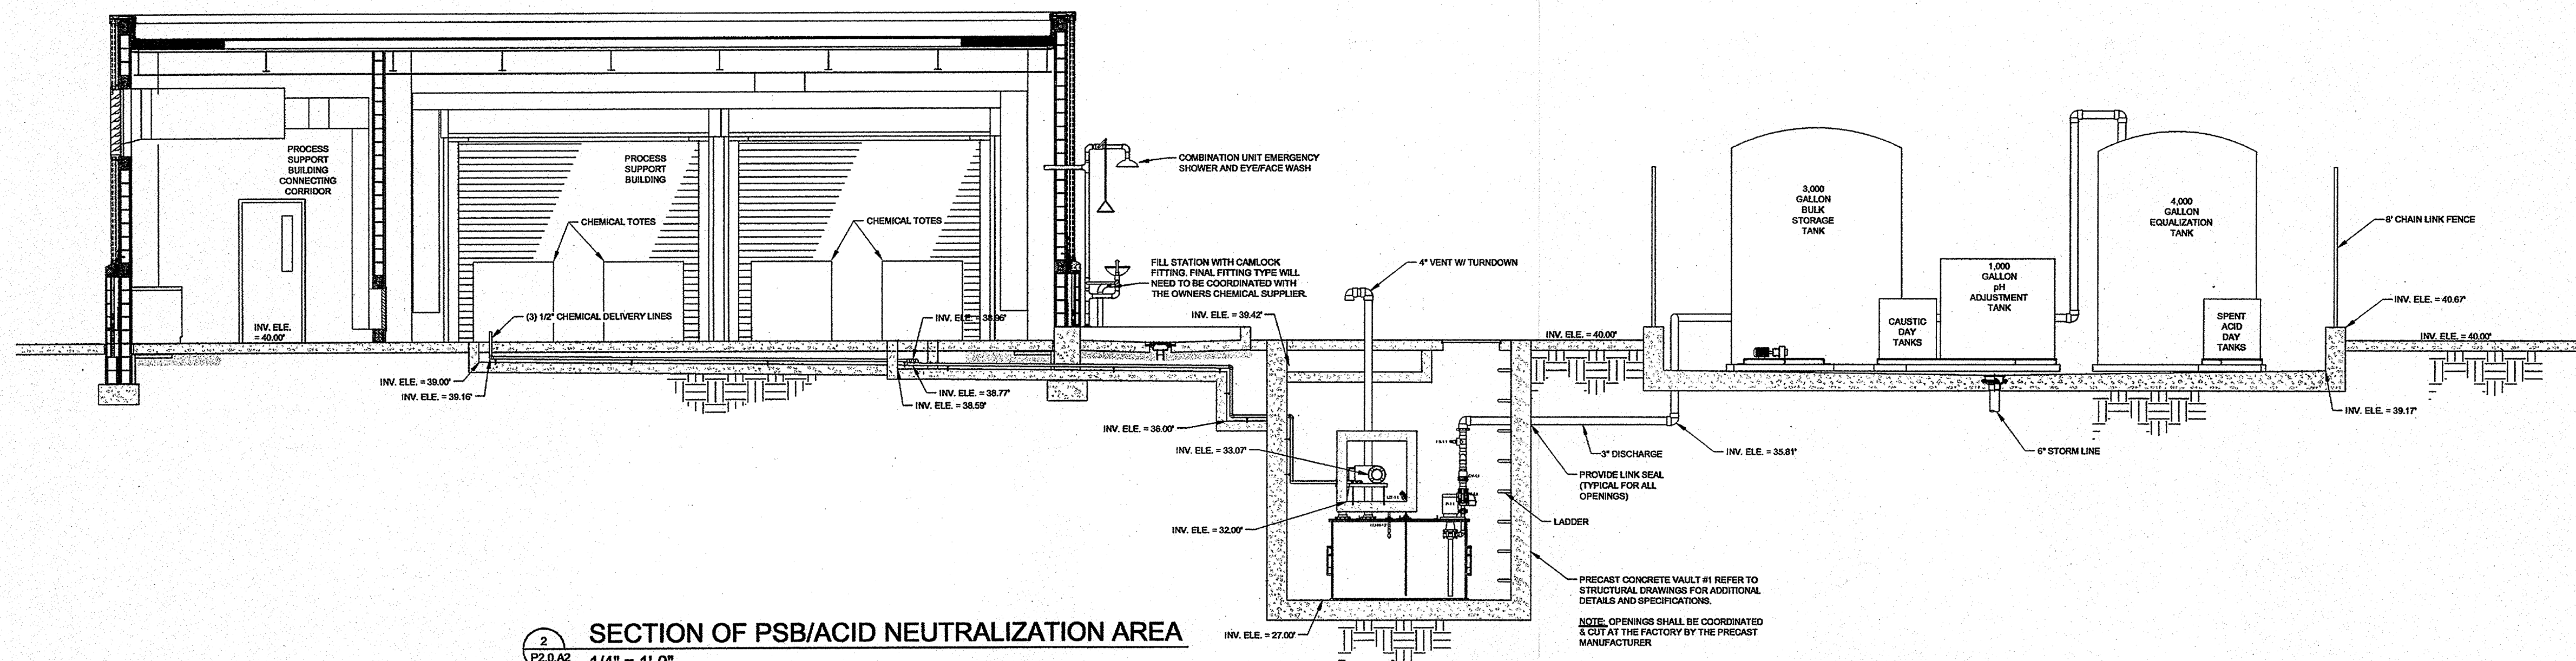 PROCESS
SUPPORT
BUILDING
CONNECTING
CORRIDOR
PROCESS
SUPPORT
BUILDING
CHEMICAL TOTES
CHEMICAL TOTES
(3) 1/2" CHEMICAL DELIVERY LINES
INV. ELE.
= 40.00'
INV. ELE. = 39.00'
INV. ELE. = 39.16'
INV. ELE. = 38.96'
INV. ELE. = 38.77'
INV. ELE. = 38.59'
COMBINATION UNIT EMERGENCY
SHOWER AND EYE/FACE WASH
FILL STATION WITH CAMLOCK
FITTING. FINAL FITTING TYPE WILL
NEED TO BE COORDINATED WITH
THE OWNERS CHEMICAL SUPPLIER.
INV. ELE. = 39.42'
4" VENT W/ TURNDOWN
INV. ELE. = 36.00'
INV. ELE. = 33.07'
INV. ELE. = 32.00'
INV. ELE. = 27.00'
INV. ELE. = 40.00'
3" DISCHARGE
INV. ELE. = 35.81'
PROVIDE LINK SEAL
(TYPICAL FOR ALL
OPENINGS)
LADDER
PRECAST CONCRETE VAULT #1 REFER TO
STRUCTURAL DRAWINGS FOR ADDITIONAL
DETAILS AND SPECIFICATIONS.
NOTE: OPENINGS SHALL BE COORDINATED
& CUT AT THE FACTORY BY THE PRECAST
MANUFACTURER
3,000
GALLON
BULK
STORAGE
TANK
CAUSTIC
DAY
TANKS
1,000
GALLON
pH
ADJUSTMENT
TANK
4,000
GALLON
EQUALIZATION
TANK
SPENT
ACID
DAY
TANKS
8' CHAIN LINK FENCE
INV. ELE. = 40.67'
INV. ELE. = 40.00'
INV. ELE. = 39.17'
6" STORM LINE
2
P2.0.A2
SECTION OF PSB/ACID NEUTRALIZATION AREA
1/4" = 1'-0"